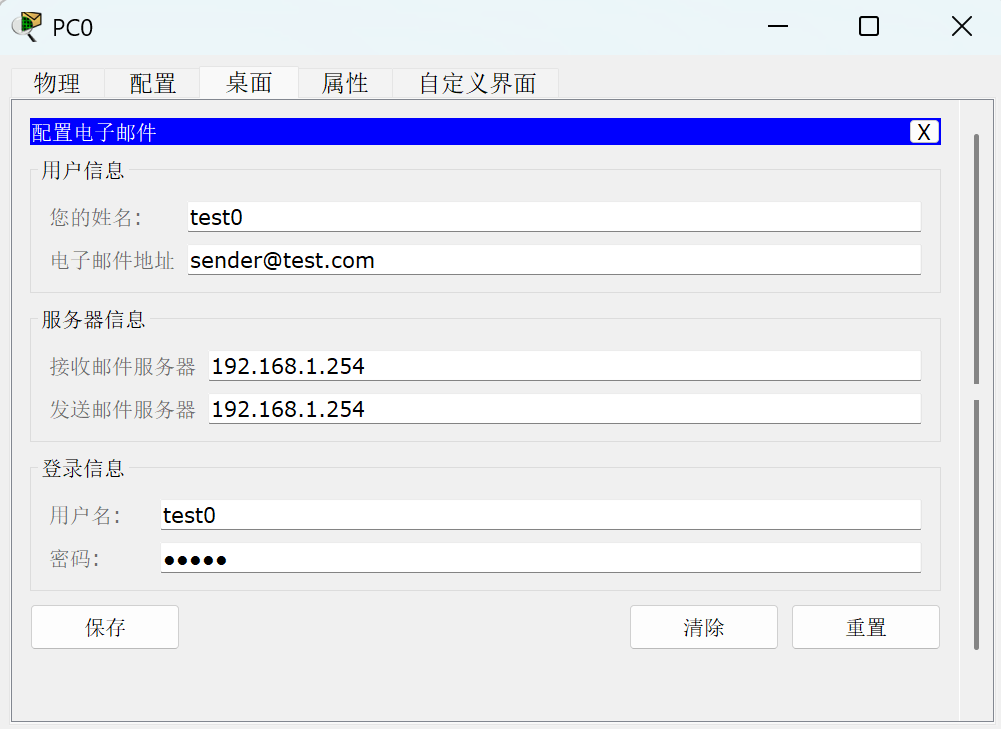 PC0
物理 配置 桌面 属性 自定义界面
配置电子邮件 X
用户信息
您的姓名: test0
电子邮件地址 sender@test.com
服务器信息
接收邮件服务器 192.168.1.254
发送邮件服务器 192.168.1.254
登录信息
用户名: test0
密码: ●●●●●
保存 清除 重置